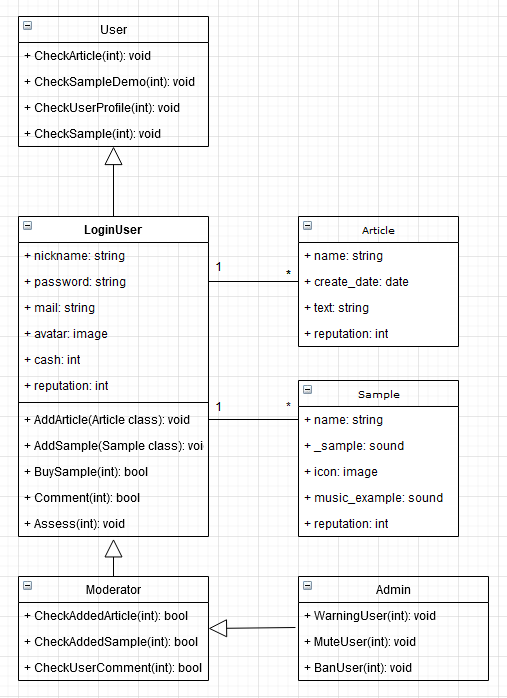 User
+ CheckArticle(int): void
+ CheckSampleDemo(int): void
+ CheckUserProfile(int): void
+ CheckSample(int): void
LoginUser
+ nickname: string
+ password: string
+ mail: string
+ avatar: image
+ cash: int
+ reputation: int
+ AddArticle(Article class): void
+ AddSample(Sample class): voi
+ BuySample(int): bool
+ Comment(int): bool
+ Assess(int): void
1
*
Article
+ name: string
+ create_date: date
+ text: string
+ reputation: int
1
*
Sample
+ name: string
+ _sample: sound
+ icon: image
+ music_example: sound
+ reputation: int
Moderator
+ CheckAddedArticle(int): bool
+ CheckAddedSample(int): bool
+ CheckUserComment(int): bool
Admin
+ WarningUser(int): void
+ MuteUser(int): void
+ BanUser(int): void